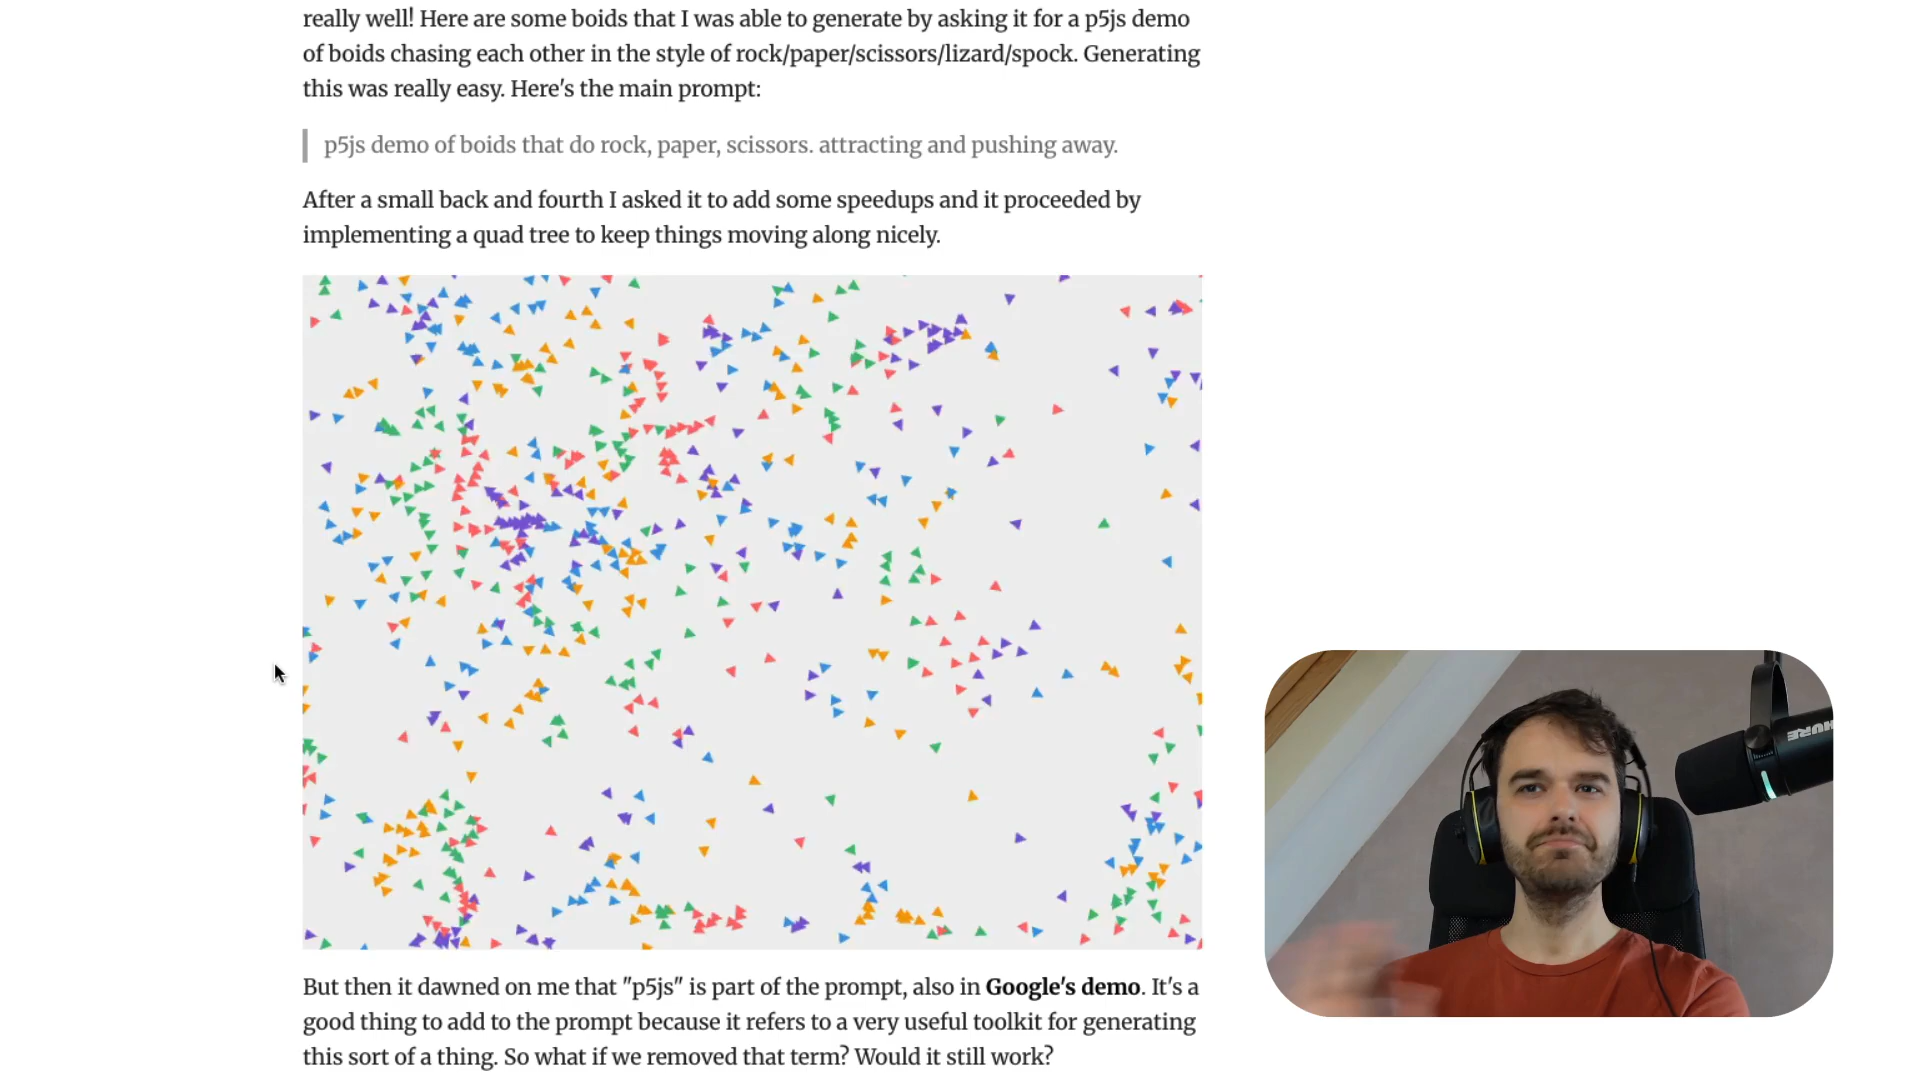 really well! Here are some boids that I was able to generate by asking it for a p5js demo
of boids chasing each other in the style of rock/paper/scissors/lizard/spock. Generating
this was really easy. Here's the main prompt:
p5js demo of boids that do rock, paper, scissors. attracting and pushing away.
After a small back and fourth I asked it to add some speedups and it proceeded by
implementing a quad tree to keep things moving along nicely.
SHURE
But then it dawned on me that "p5js" is part of the prompt, also in Google's demo. It's a
good thing to add to the prompt because it refers to a very useful toolkit for generating
this sort of a thing. So what if we removed that term? Would it still work?